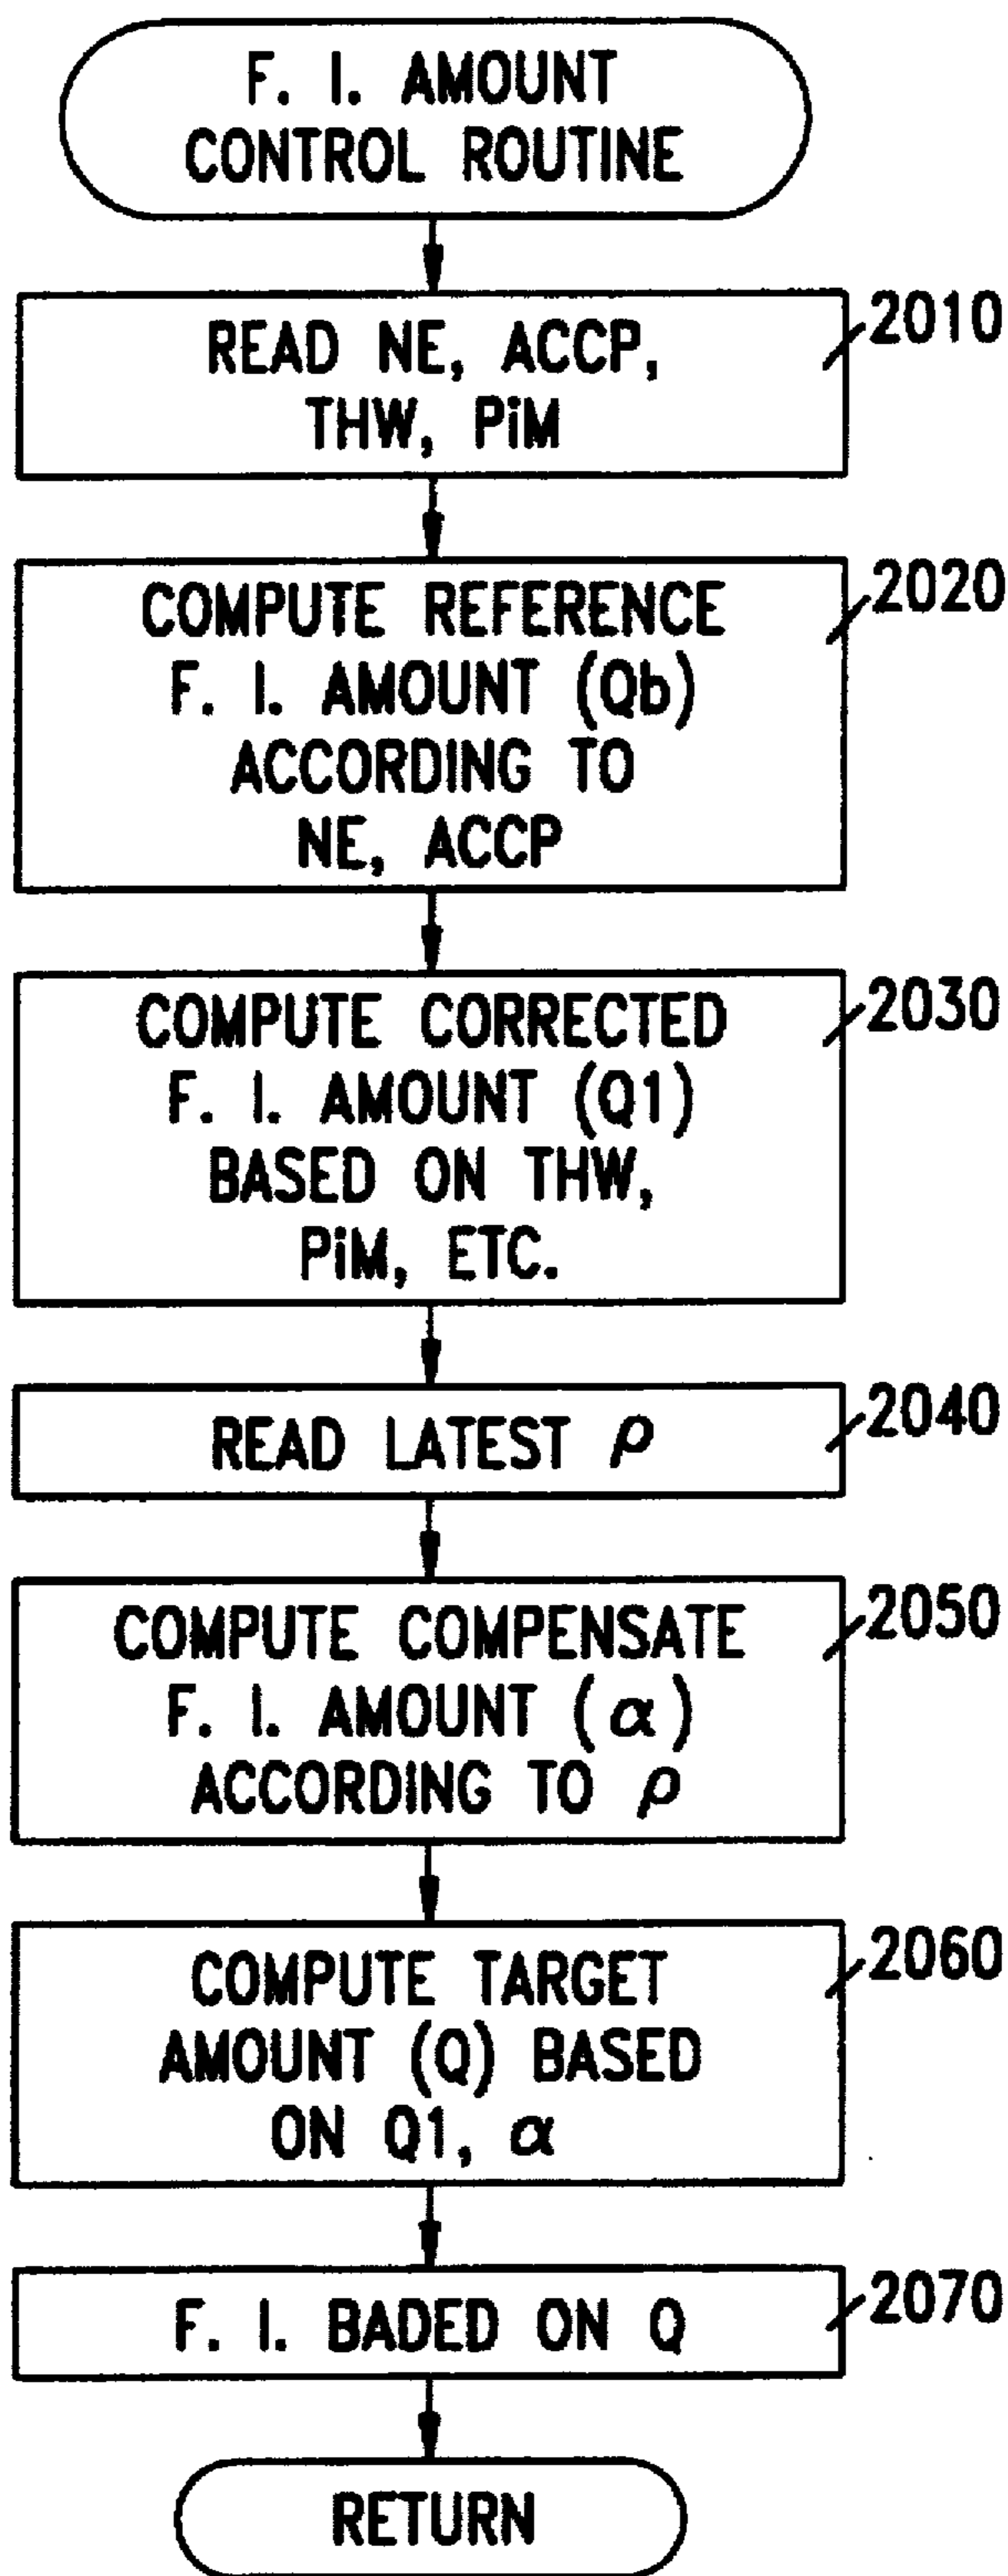 F. I. AMOUNT
CONTROL ROUTINE
2010
READ NE, ACCP,
THW, PiM
2020
COMPUTE REFERENCE
F. I. AMOUNT (Qb)
ACCORDING TO
NE, ACCP
2030
COMPUTE CORRECTED
F. I. AMOUNT (Q1)
BASED ON THW,
PiM, ETC.
2040
READ LATEST ρ
2050
COMPUTE COMPENSATE
F. I. AMOUNT (α)
ACCORDING TO ρ
2060
COMPUTE TARGET
AMOUNT (Q) BASED
ON Q1, α
2070
F. I. BADED ON Q
RETURN